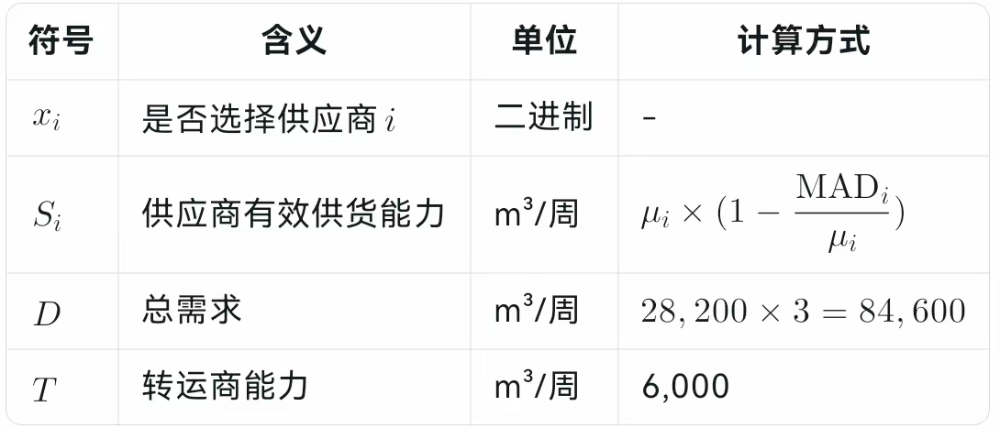 符号 含义 单位 计算方式
$x_i$ 是否选择供应商 $i$ 二进制 -
$S_i$ 供应商有效供货能力 m³/周 $\mu_i \times (1 - \frac{\mathrm{MAD}_i}{\mu_i})$
$D$ 总需求 m³/周 $28,200 \times 3 = 84,600$
$T$ 转运商能力 m³/周 6,000